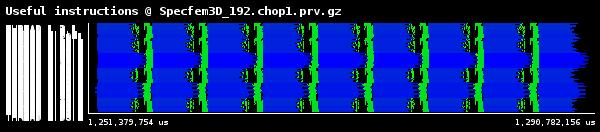 Useful instructions @ Specfem3D_192.chop1.prv.gz
1,251,379,754 us
1,290,782,156 us